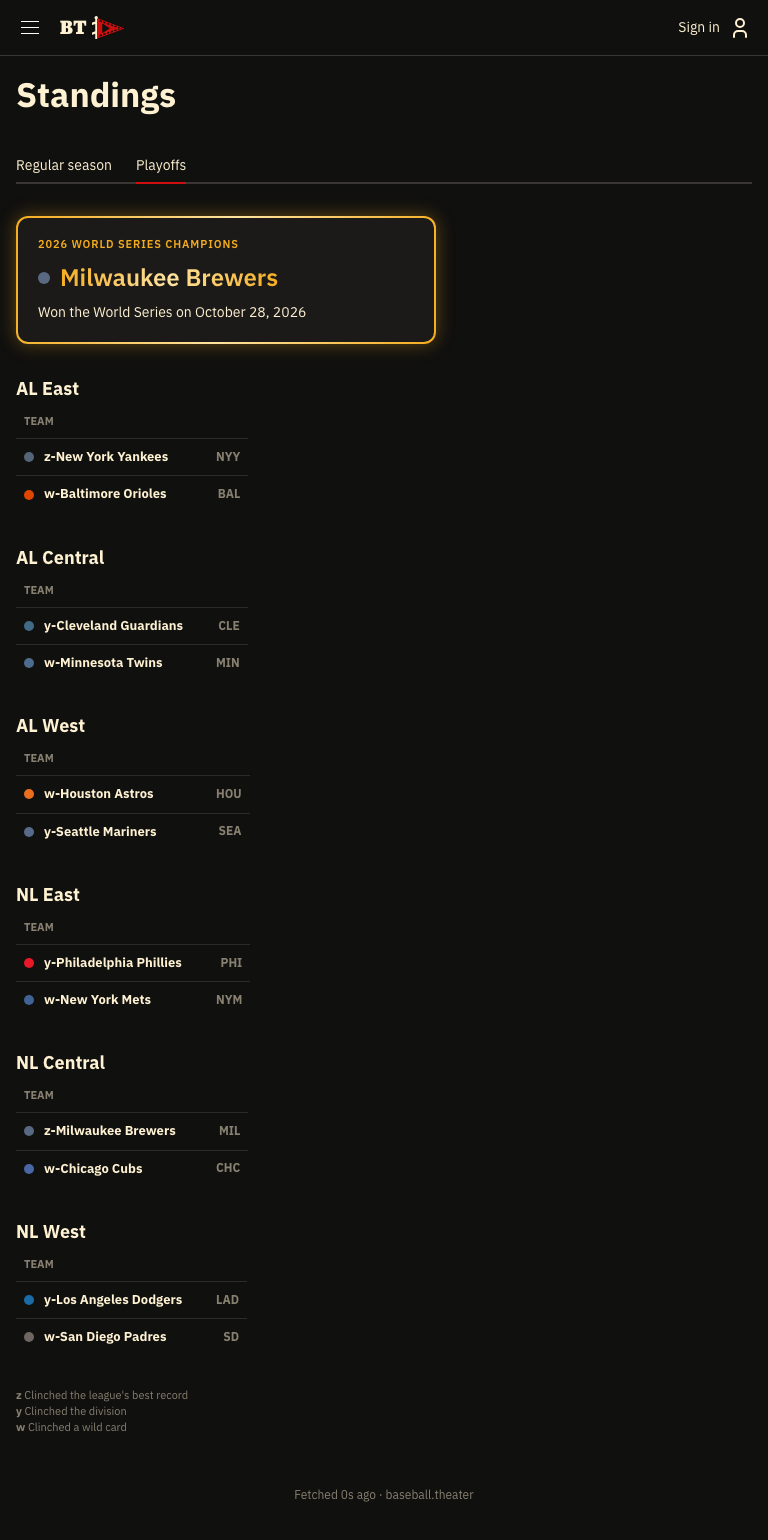 BT
Sign in
Standings
Regular season
Playoffs
2026 WORLD SERIES CHAMPIONS
Milwaukee Brewers
Won the World Series on October 28, 2026
AL East
TEAM
z-New York Yankees NYY
w-Baltimore Orioles BAL
AL Central
TEAM
y-Cleveland Guardians CLE
w-Minnesota Twins MIN
AL West
TEAM
w-Houston Astros HOU
y-Seattle Mariners SEA
NL East
TEAM
y-Philadelphia Phillies PHI
w-New York Mets NYM
NL Central
TEAM
z-Milwaukee Brewers MIL
w-Chicago Cubs CHC
NL West
TEAM
y-Los Angeles Dodgers LAD
w-San Diego Padres SD
z Clinched the league's best record
y Clinched the division
w Clinched a wild card
Fetched 0s ago · baseball.theater